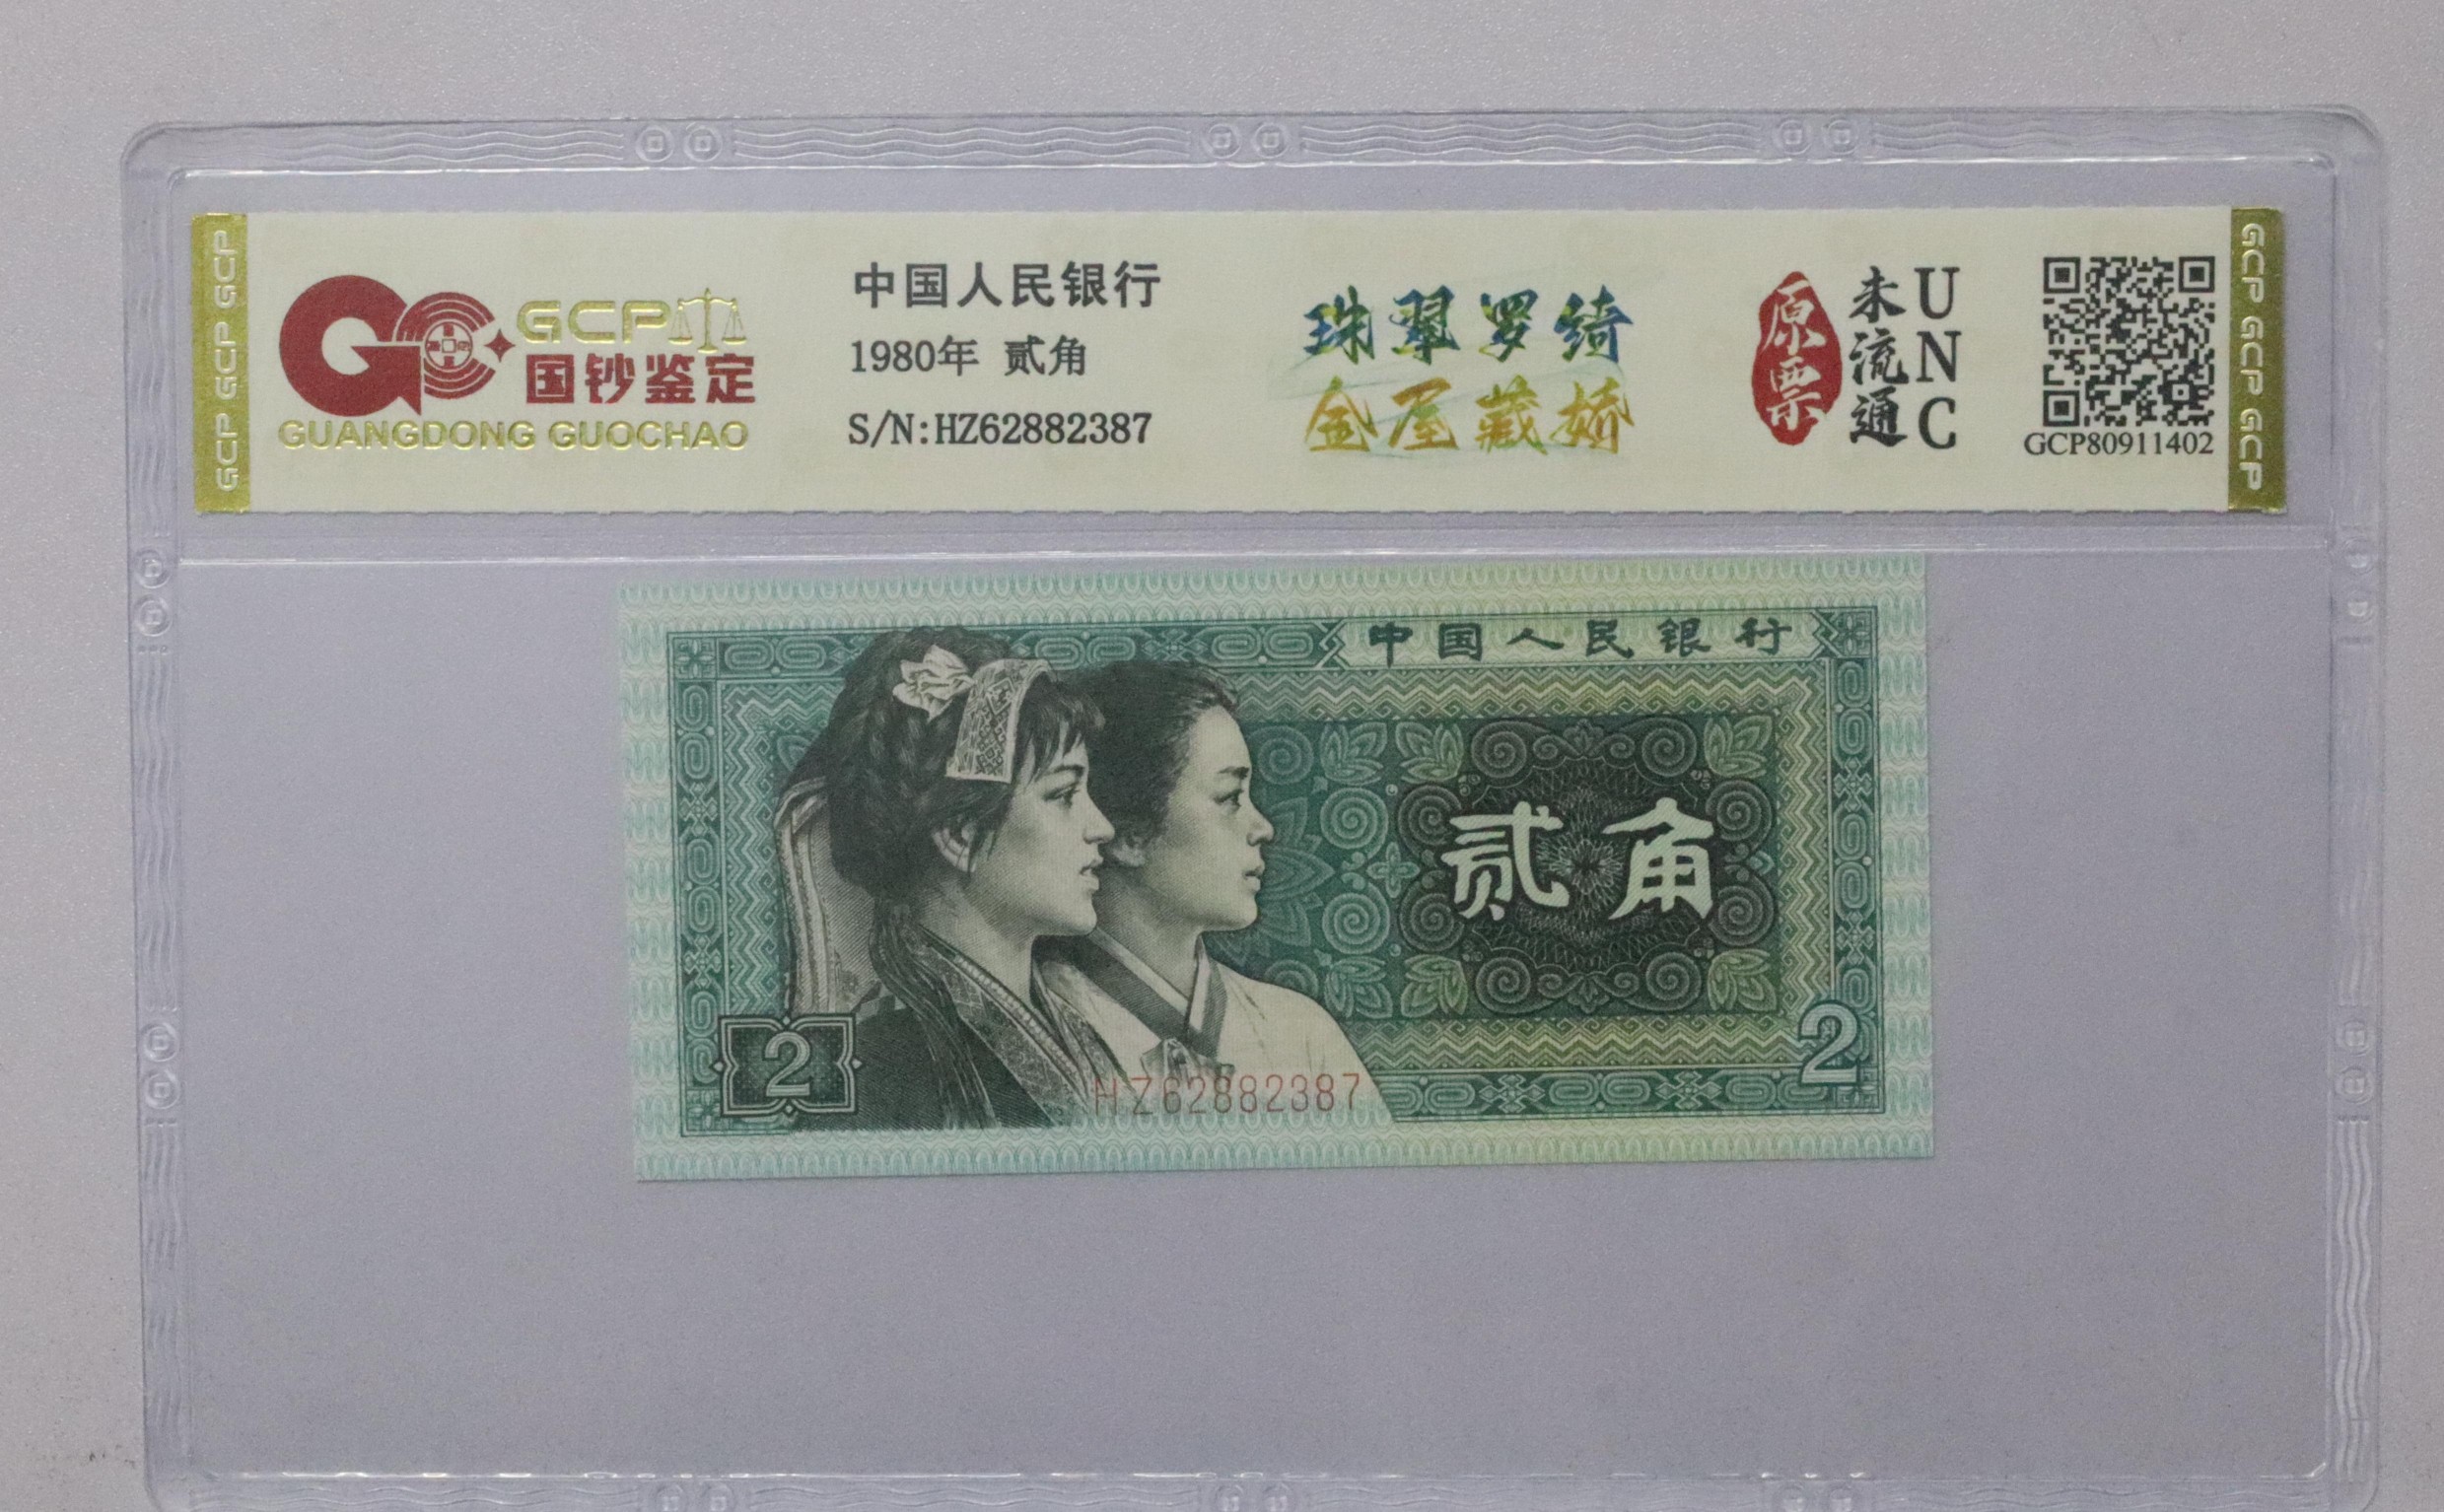 GCP GCP GCP
GCP
国钞鉴定
GUANGDONG GUOCHAO
中国人民银行
1980年 贰角
S/N:HZ62882387
珠翠罗绮
金屋藏娇
原票
未流通
UNC
GCP80911402
GCP GCP GCP
中国人民银行
贰角
2
HZ62882387
2